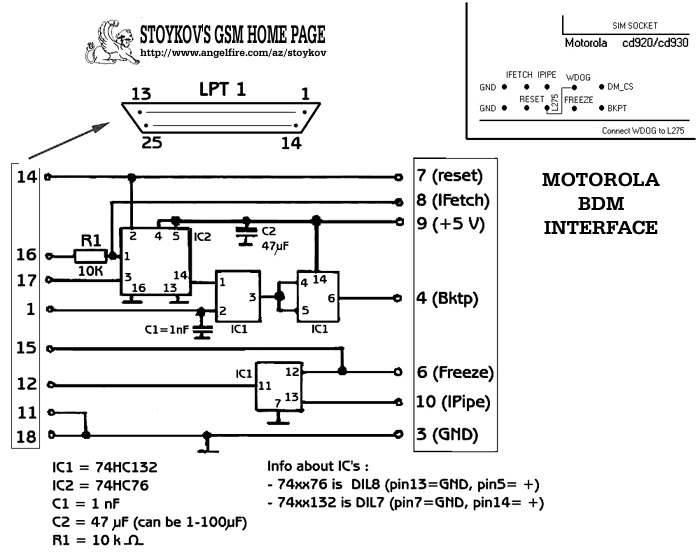 STOYKOV'S GSM HOME PAGE
http://www.angelfire.com/az/stoykov
SIM SOCKET
Motorola cd920/cd930
IFETCH IPIPE WDOG
GND DM_CS
RESET L275 FREEZE
GND BKPT
Connect WDOG to L275
LPT 1
13 1
25 14
MOTOROLA
BDM
INTERFACE
14 7 (reset)
8 (IFetch)
9 (+5 V)
2 4 5 IC2 C2
47µF
16 R1 1
10K
17 3 14
16 13
1 2 3 IC1
4 14 6 5 IC1
4 (Bktp)
1 C1=1nF
15
12 IC1 11 12 13 7
6 (Freeze)
10 (IPipe)
11
18 3 (GND)
IC1 = 74HC132
IC2 = 74HC76
C1 = 1 nF
C2 = 47 µF (can be 1-100µF)
R1 = 10 k Ω
Info about IC's :
- 74xx76 is DIL8 (pin13=GND, pin5= +)
- 74xx132 is DIL7 (pin7=GND, pin14= +)